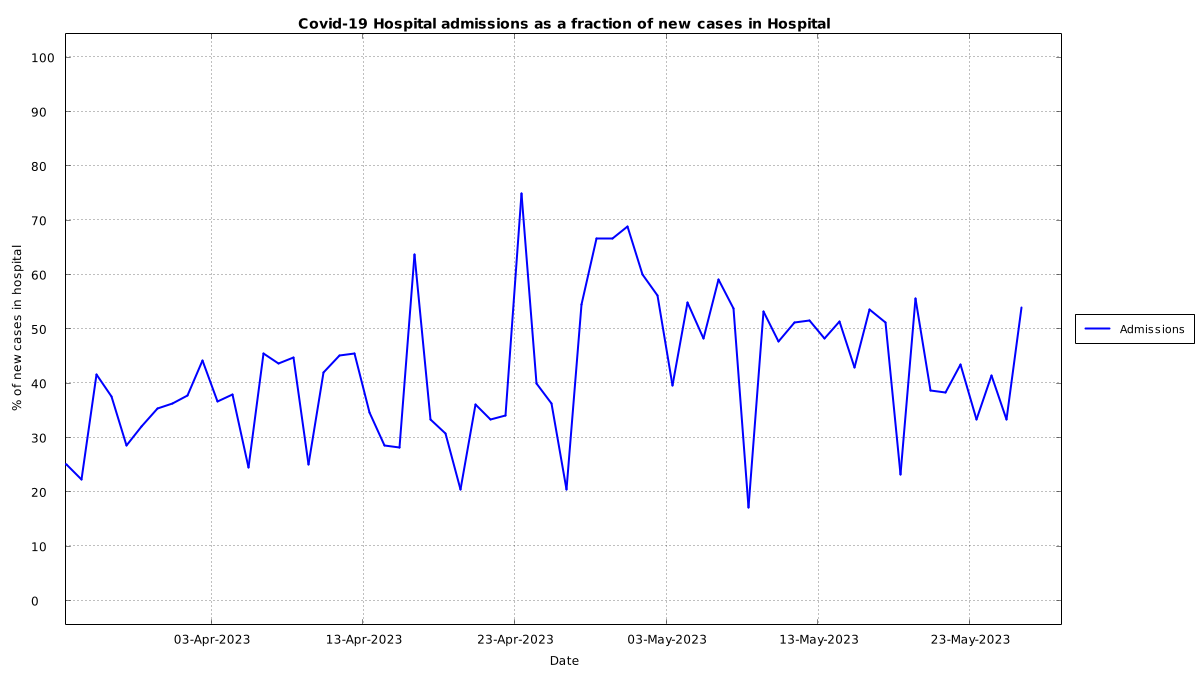 Covid-19 Hospital admissions as a fraction of new cases in Hospital
100
90
80
70
60
50
40
30
20
10
0
% of new cases in hospital
03-Apr-2023 13-Apr-2023 23-Apr-2023 03-May-2023 13-May-2023 23-May-2023
Date
Admissions